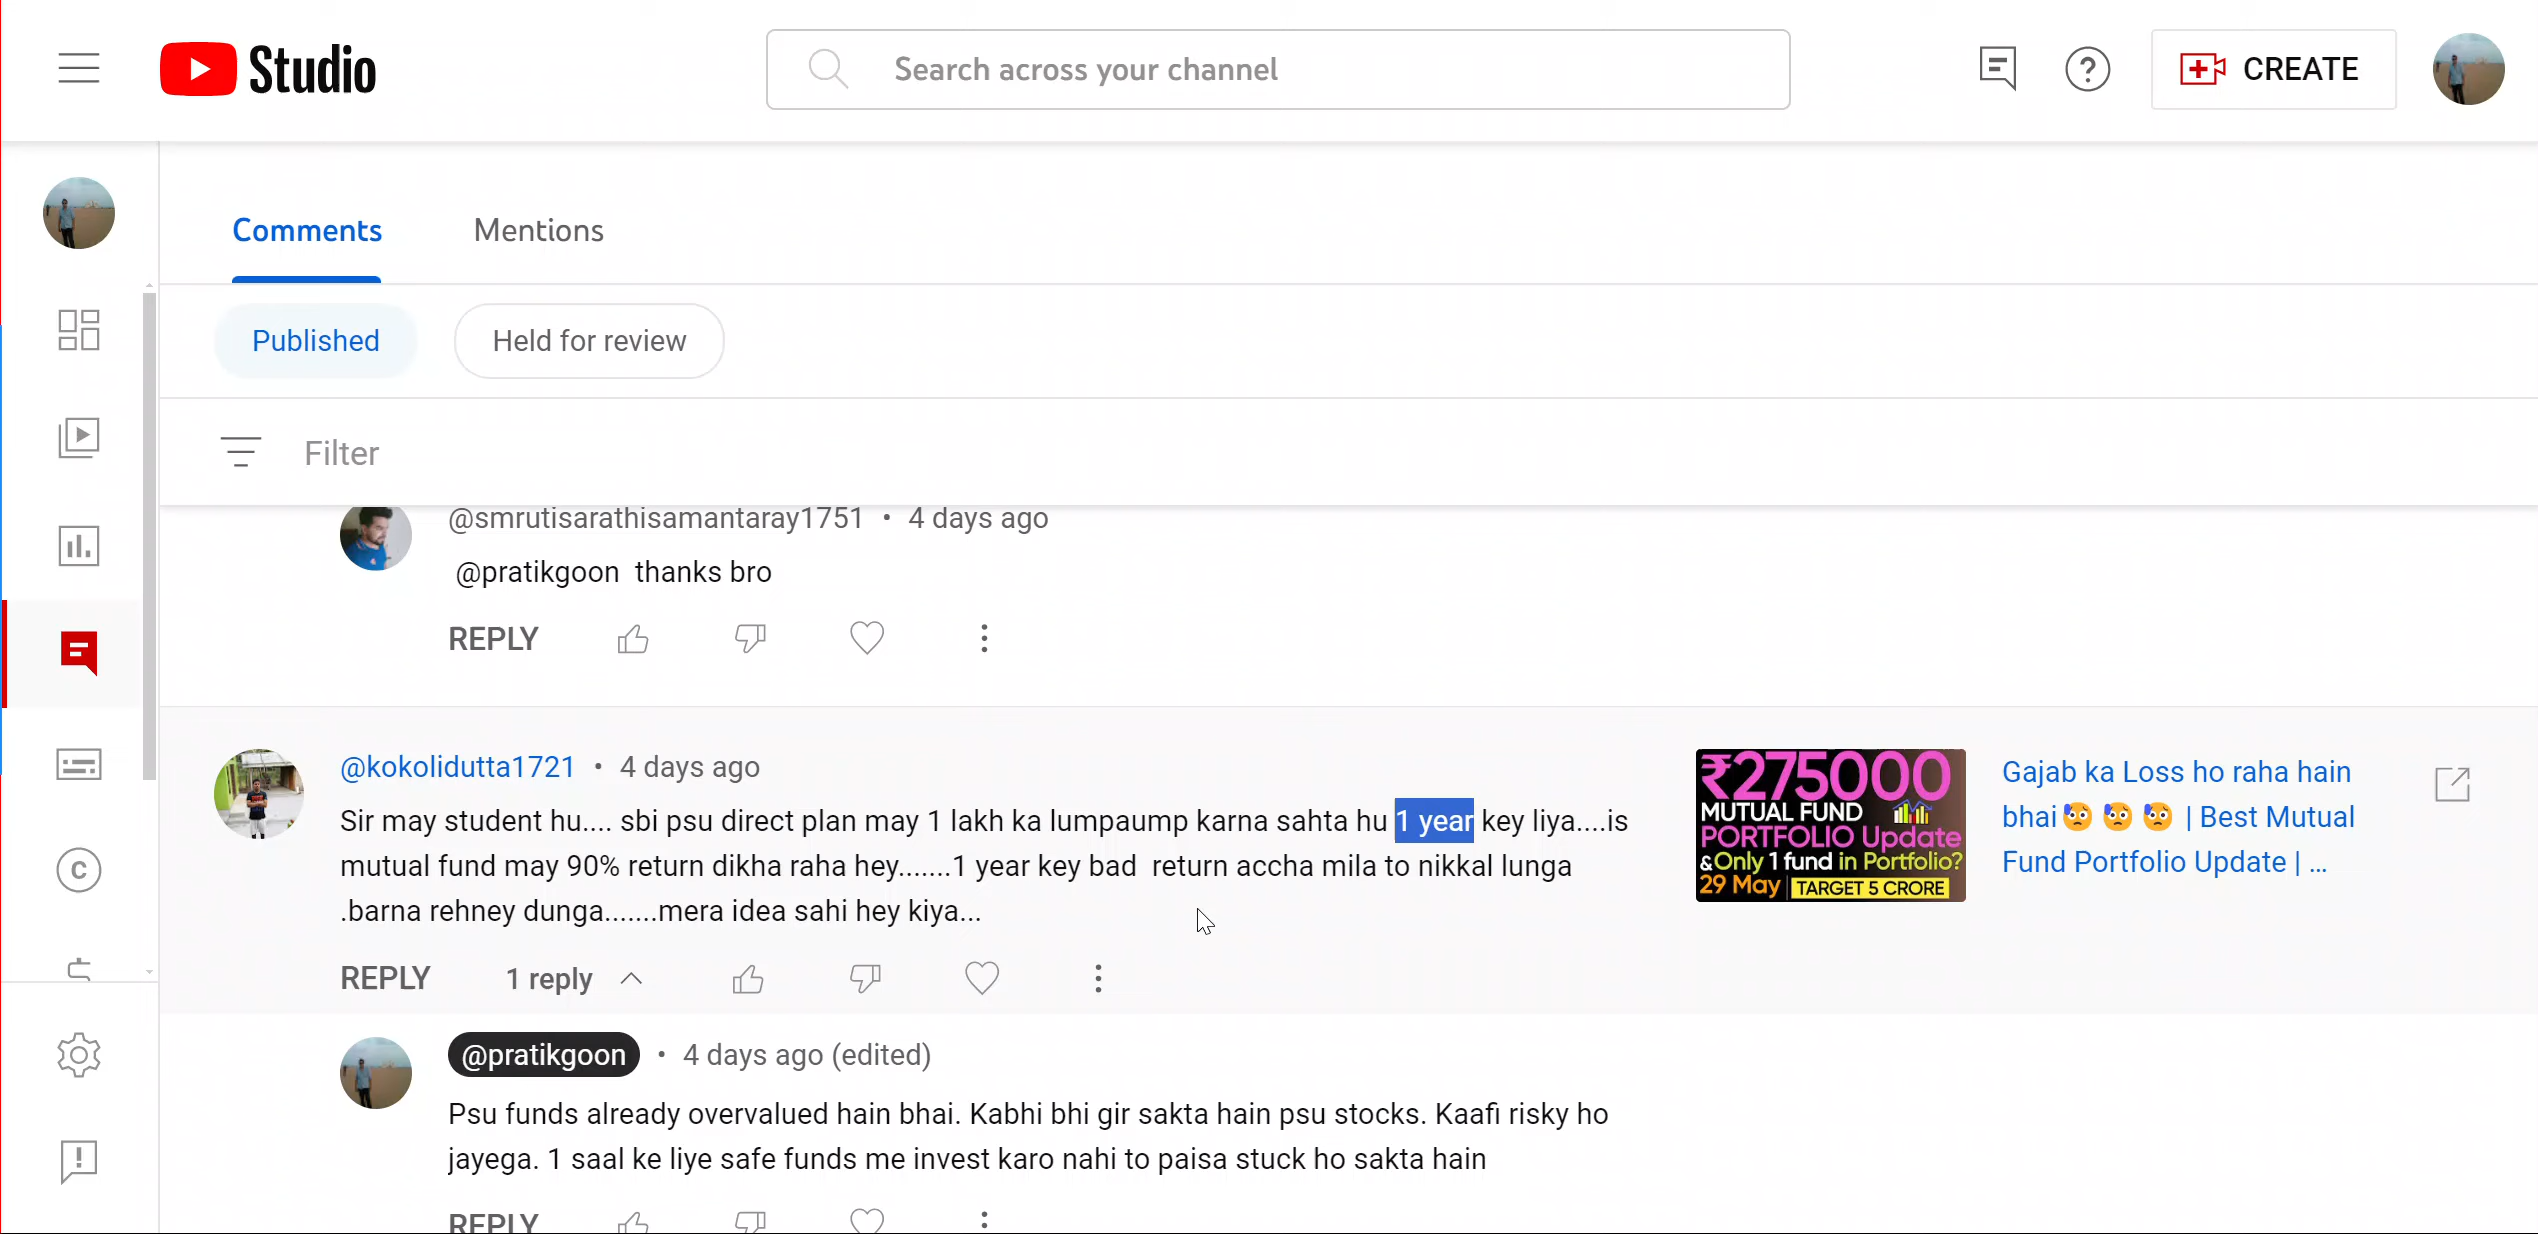 Studio
Search across your channel
CREATE
Comments
Mentions
Published
Held for review
Filter
@smrutisarathisamantaray1751 • 4 days ago
@pratikgoon thanks bro
REPLY
@kokolidutta1721 • 4 days ago
Sir may student hu.... sbi psu direct plan may 1 lakh ka lumpaump karna sahta hu 1 year key liya....is
mutual fund may 90% return dikha raha hey.......1 year key bad return accha mila to nikkal lunga
.barna rehney dunga.......mera idea sahi hey kiya...
REPLY
1 reply
₹275000
MUTUAL FUND
PORTFOLIO Update
&Only 1 fund in Portfolio?
29 May | TARGET 5 CRORE
Gajab ka Loss ho raha hain
bhai😓 😓 😓 | Best Mutual
Fund Portfolio Update | ...
@pratikgoon • 4 days ago (edited)
Psu funds already overvalued hain bhai. Kabhi bhi gir sakta hain psu stocks. Kaafi risky ho
jayega. 1 saal ke liye safe funds me invest karo nahi to paisa stuck ho sakta hain
REPLY